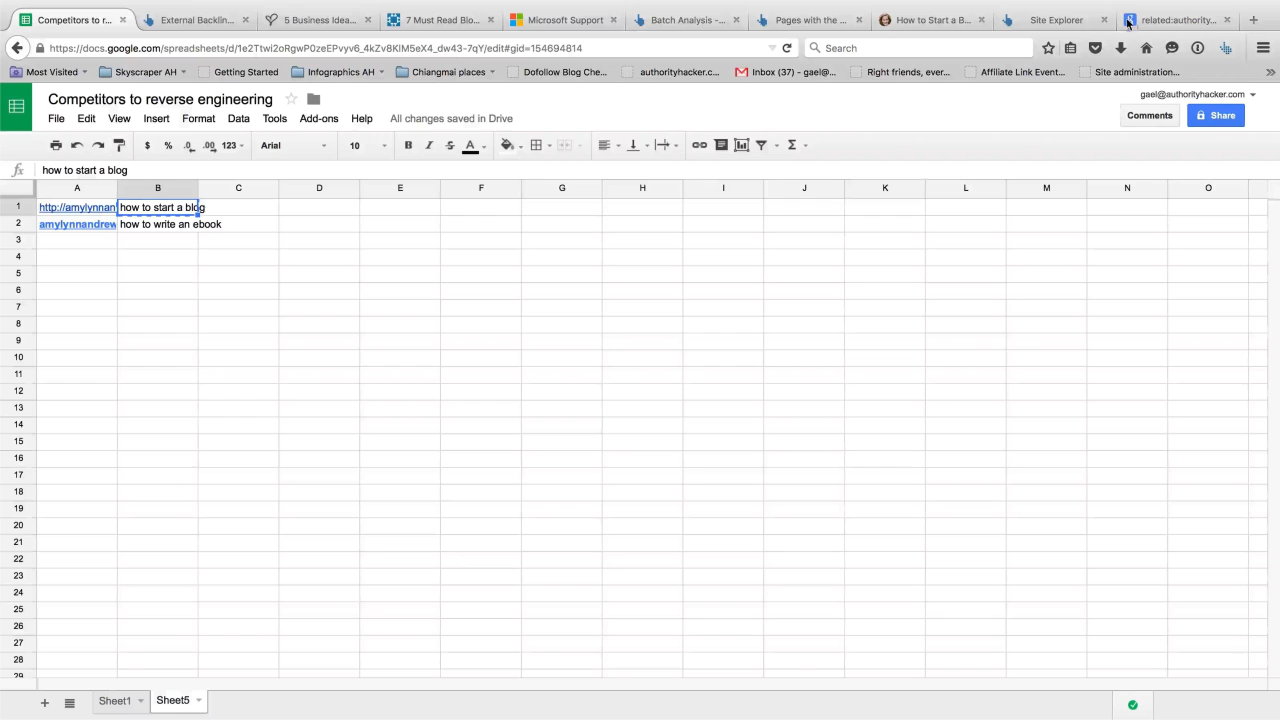 Competitors to r...
External Backlin...
5 Business Idea...
7 Must Read Blo...
Microsoft Support
Batch Analysis -...
Pages with the ...
How to Start a B...
Site Explorer
related:authority...
https://docs.google.com/spreadsheets/d/1e2Ttwi2oRgwP0zeEPvyv6_4kZv8KlM5eX4_dw43-7qY/edit#gid=154694814
Search
Most Visited
Skyscraper AH
Getting Started
Infographics AH
Chiangmai places
Dofollow Blog Che...
authorityhacker.c...
Inbox (37) - gael@...
Right friends, ever...
Affiliate Link Event...
Site administration...
Competitors to reverse engineering
gael@authorityhacker.com
File Edit View Insert Format Data Tools Add-ons Help All changes saved in Drive
Comments
Share
$ % .0 .00 123 Arial 10 B I S A
fx how to start a blog
A B C D E F G H I J K L M N O
1 http://amylynnan how to start a blog
2 amylynnandrew how to write an ebook
3
4
5
6
7
8
9
10
11
12
13
14
15
16
17
18
19
20
21
22
23
24
25
26
27
28
29
Sheet1 Sheet5